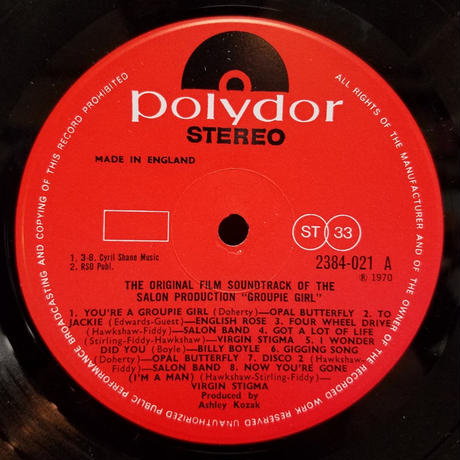 polydor
STEREO
MADE IN ENGLAND
ST 33
1. 3-8. Cyril Shane Music
2. RSO Publ.
2384-021 A
℗ 1970
THE ORIGINAL FILM SOUNDTRACK OF THE
SALON PRODUCTION "GROUPIE GIRL"
1. YOU'RE A GROUPIE GIRL (Doherty)—OPAL BUTTERFLY 2. TO
JACKIE (Edwards-Guest)—ENGLISH ROSE 3. FOUR WHEEL DRIVE
(Hawkshaw-Fiddy)—SALON BAND 4. GOT A LOT OF LIFE
(Stirling-Fiddy-Hawkshaw)—VIRGIN STIGMA 5. I WONDER
DID YOU (Boyle)—BILLY BOYLE 6. GIGGING SONG
(Doherty)—OPAL BUTTERFLY 7. DISCO 2 (Hawkshaw-
Fiddy)—SALON BAND 8. NOW YOU'RE GONE
(I'M A MAN) (Hawkshaw-Stirling-Fiddy)—
VIRGIN STIGMA
Produced by
Ashley Kozak
ALL RIGHTS OF THE MANUFACTURER AND OF THE OWNER OF THE RECORDED WORK RESERVED UNAUTHORIZED PUBLIC PERFORMANCE BROADCASTING AND COPYING OF THIS RECORD PROHIBITED